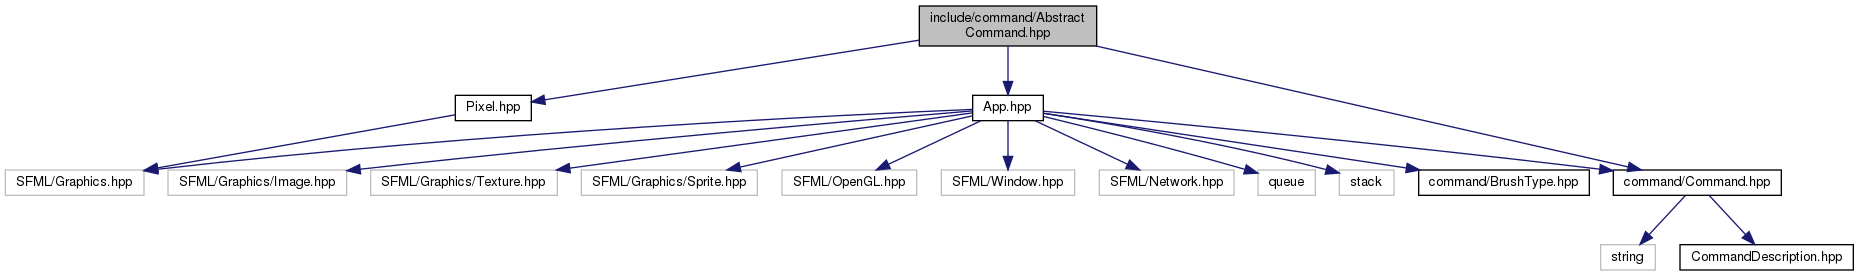 include/command/Abstract
Command.hpp
Pixel.hpp
App.hpp
SFML/Graphics.hpp
SFML/Graphics/Image.hpp
SFML/Graphics/Texture.hpp
SFML/Graphics/Sprite.hpp
SFML/OpenGL.hpp
SFML/Window.hpp
SFML/Network.hpp
queue
stack
command/BrushType.hpp
command/Command.hpp
string
CommandDescription.hpp